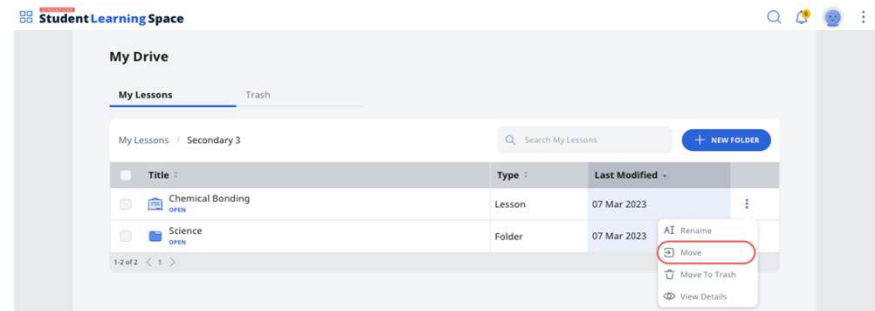 SINGAPORE
Student Learning Space
My Drive
My Lessons Trash
My Lessons / Secondary 3 Search My Lessons + NEW FOLDER
Title Type Last Modified
Chemical Bonding Lesson 07 Mar 2023
OPEN
Science Folder 07 Mar 2023
OPEN
Rename
Move
Move To Trash
View Details
1-2 of 2 < 1 >